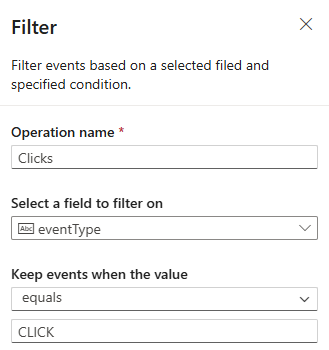 Filter
Filter events based on a selected filed and
specified condition.
Operation name *
Clicks
Select a field to filter on
Abc eventType
Keep events when the value
equals
CLICK